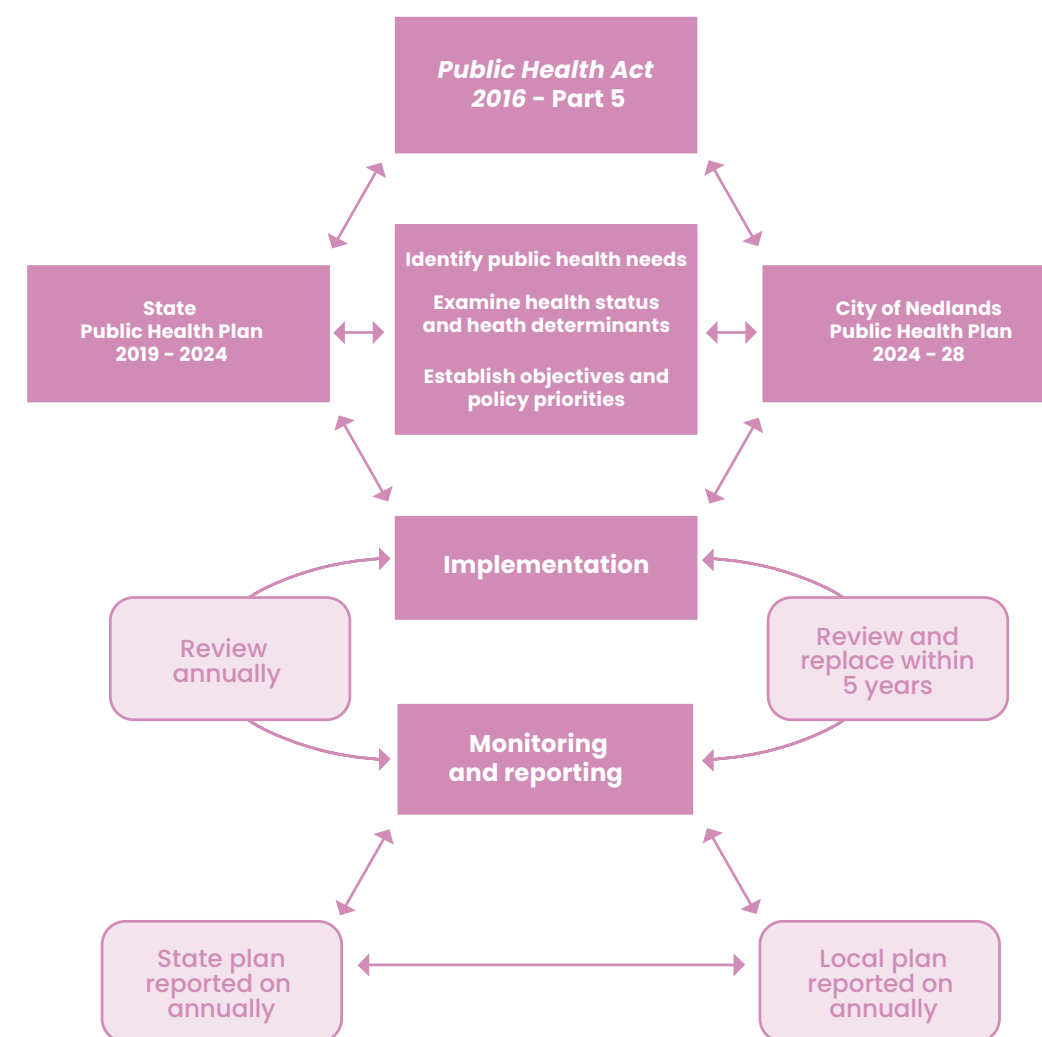 Public Health Act
2016 - Part 5
Identify public health needs
Examine health status
and heath determinants
Establish objectives and
policy priorities
State
Public Health Plan
2019 - 2024
City of Nedlands
Public Health Plan
2024 - 28
Implementation
Review
annually
Review and
replace within
5 years
Monitoring
and reporting
State plan
reported on
annually
Local plan
reported on
annually